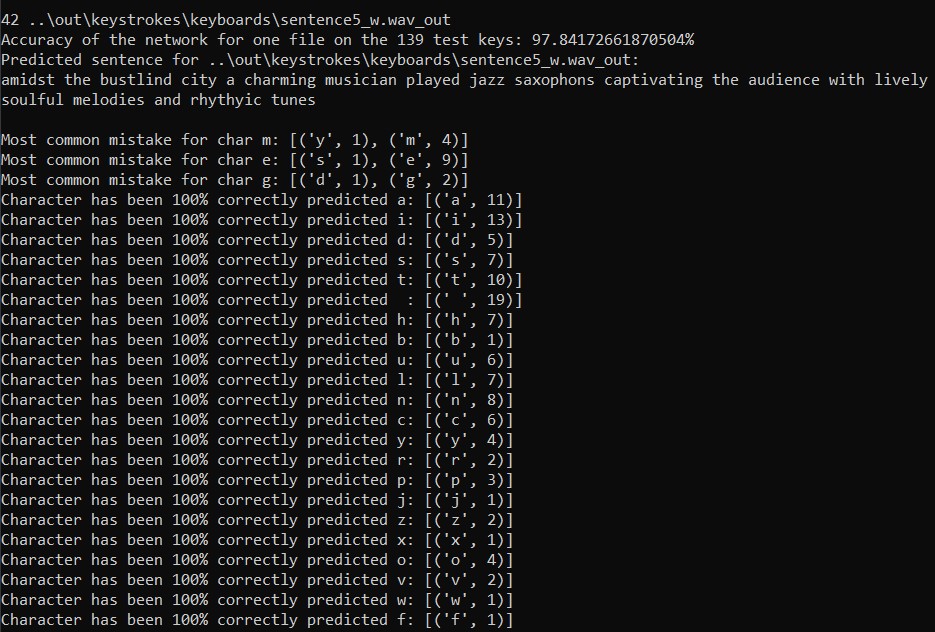 42 ..\out\keystrokes\keyboards\sentence5_w.wav_out
Accuracy of the network for one file on the 139 test keys: 97.84172661870504%
Predicted sentence for ..\out\keystrokes\keyboards\sentence5_w.wav_out:
amidst the bustlind city a charming musician played jazz saxophons captivating the audience with lively
soulful melodies and rhythyic tunes
Most common mistake for char m: [('y', 1), ('m', 4)]
Most common mistake for char e: [('s', 1), ('e', 9)]
Most common mistake for char g: [('d', 1), ('g', 2)]
Character has been 100% correctly predicted a: [('a', 11)]
Character has been 100% correctly predicted i: [('i', 13)]
Character has been 100% correctly predicted d: [('d', 5)]
Character has been 100% correctly predicted s: [('s', 7)]
Character has been 100% correctly predicted t: [('t', 10)]
Character has been 100% correctly predicted  : [(' ', 19)]
Character has been 100% correctly predicted h: [('h', 7)]
Character has been 100% correctly predicted b: [('b', 1)]
Character has been 100% correctly predicted u: [('u', 6)]
Character has been 100% correctly predicted l: [('l', 7)]
Character has been 100% correctly predicted n: [('n', 8)]
Character has been 100% correctly predicted c: [('c', 6)]
Character has been 100% correctly predicted y: [('y', 4)]
Character has been 100% correctly predicted r: [('r', 2)]
Character has been 100% correctly predicted p: [('p', 3)]
Character has been 100% correctly predicted j: [('j', 1)]
Character has been 100% correctly predicted z: [('z', 2)]
Character has been 100% correctly predicted x: [('x', 1)]
Character has been 100% correctly predicted o: [('o', 4)]
Character has been 100% correctly predicted v: [('v', 2)]
Character has been 100% correctly predicted w: [('w', 1)]
Character has been 100% correctly predicted f: [('f', 1)]